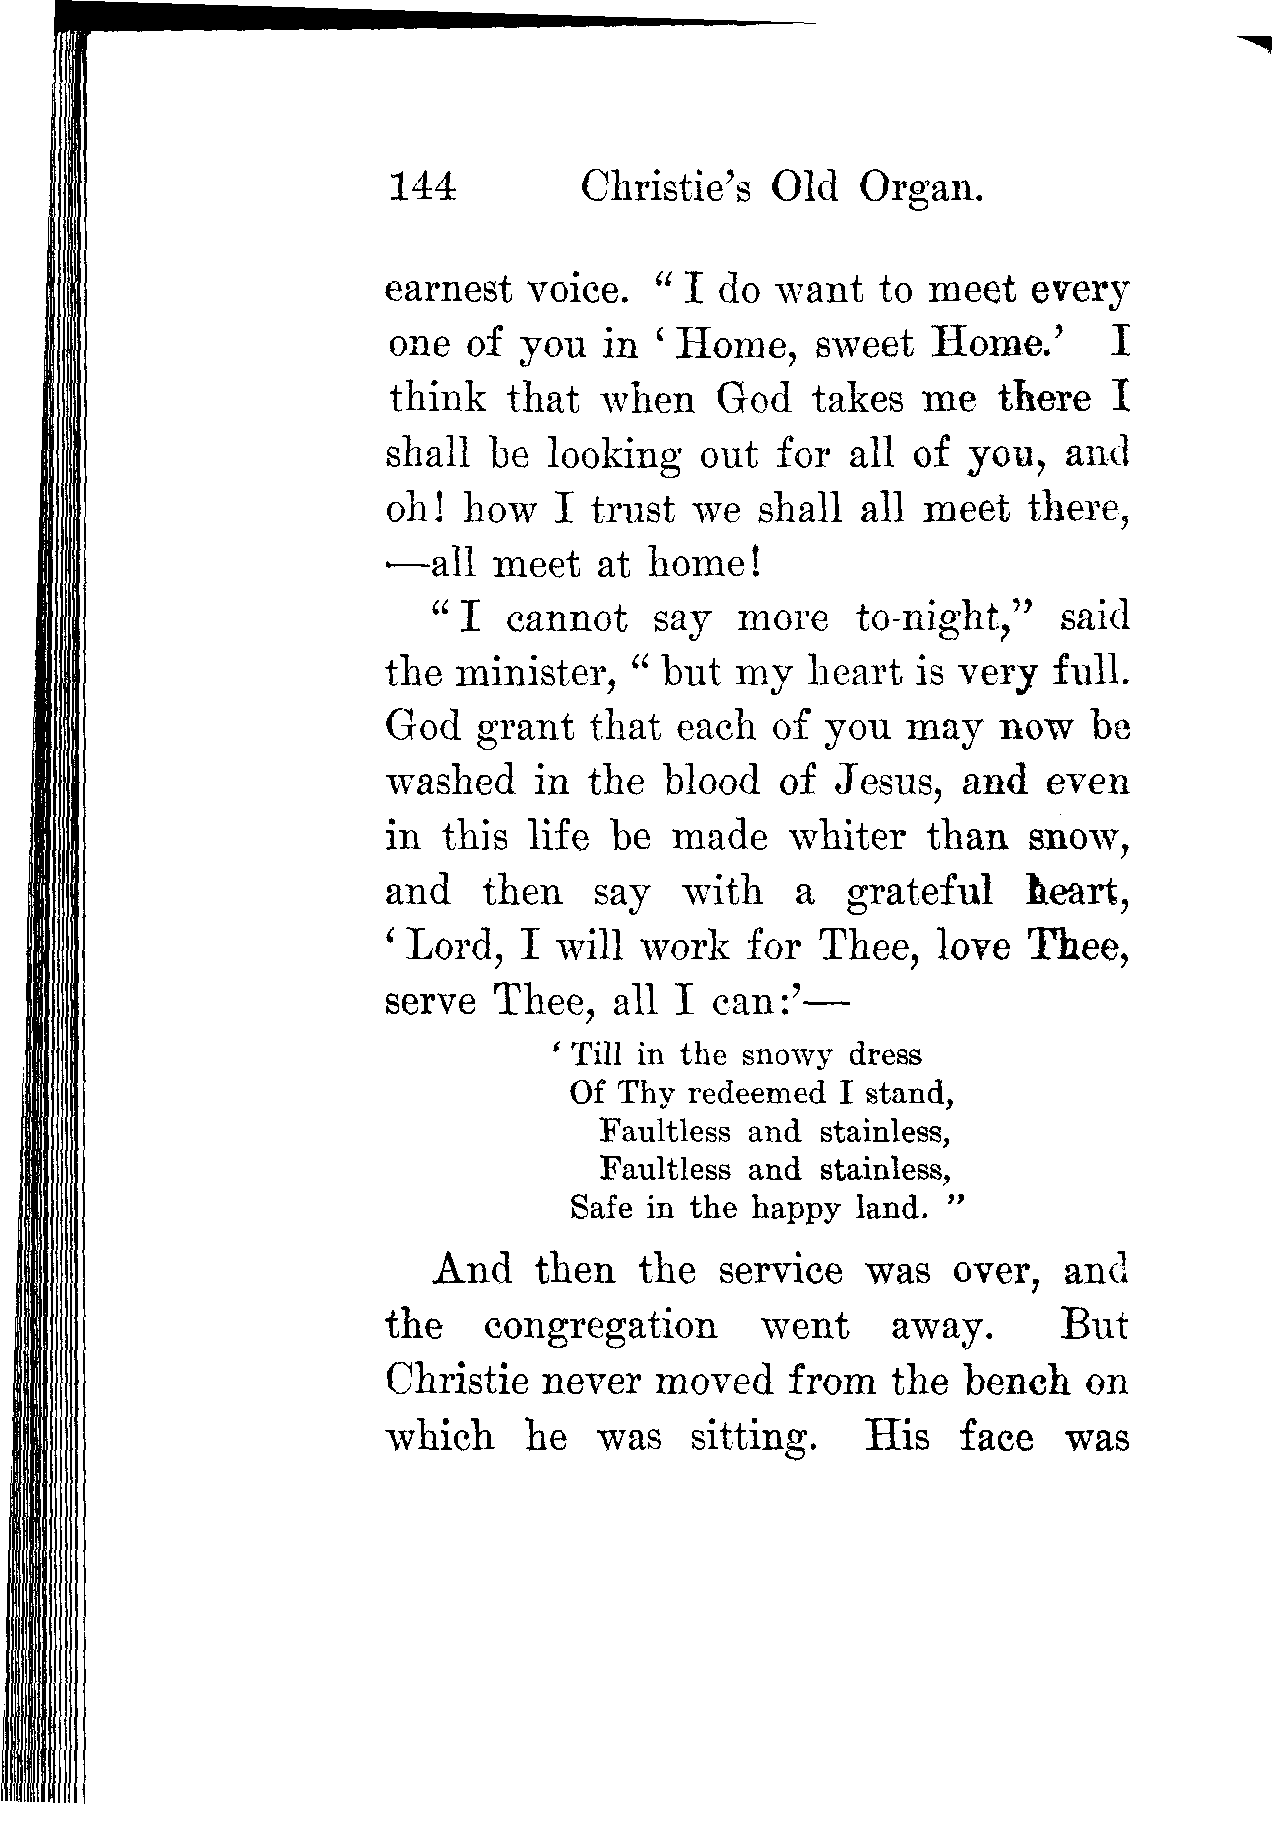 144 Christie's Old Organ.
earnest voice. " I do want to meet every
one of you in ' Home, sweet Home.' I
think that when God takes me there I
shall be looking out for all of you, and
oh! how I trust we shall all meet there,
—all meet at home!
" I cannot say more to-night," said
the minister, " but my heart is very full.
God grant that each of you may now be
washed in the blood of Jesus, and even
in this life be made whiter than snow,
and then say with a grateful heart,
' Lord, I will work for Thee, love Thee,
serve Thee, all I can:'—
' Till in the snowy dress
Of Thy redeemed I stand,
Faultless and stainless,
Faultless and stainless,
Safe in the happy land. "
And then the service was over, and
the congregation went away. But
Christie never moved from the bench on
which he was sitting. His face was